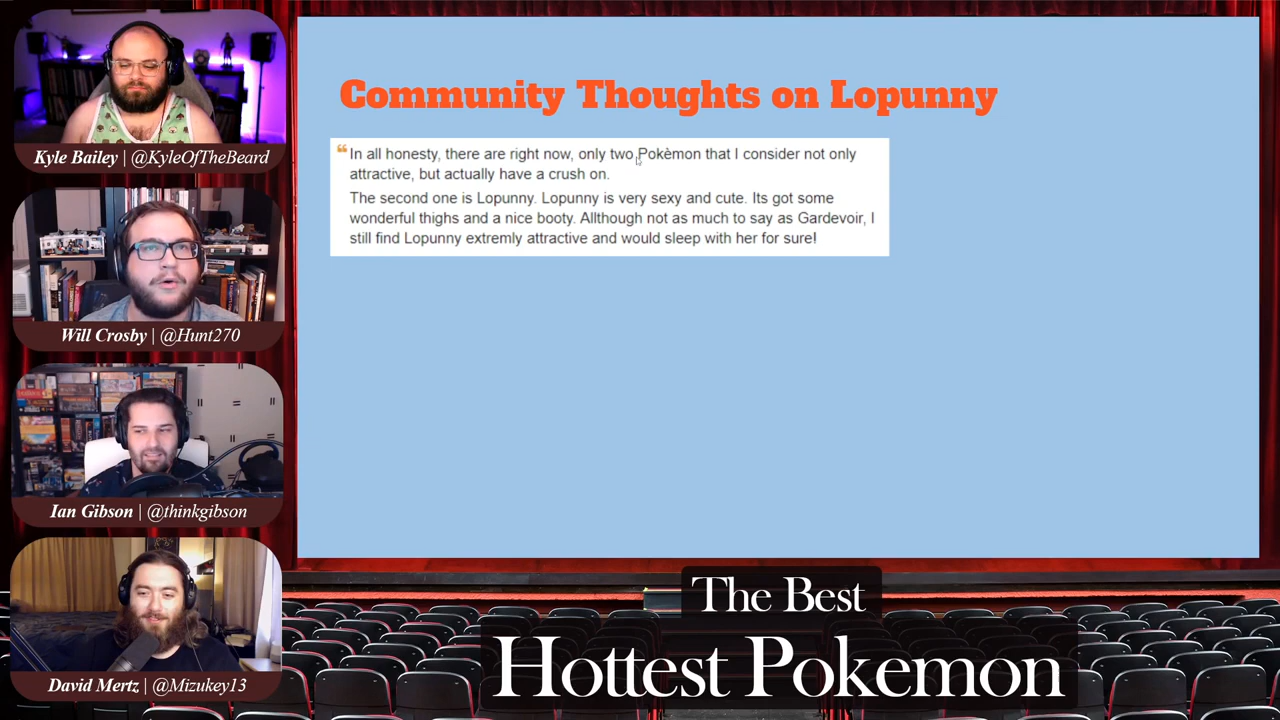 Kyle Bailey | @KyleOfTheBeard
Will Crosby | @Hunt270
Ian Gibson | @thinkgibson
David Mertz | @Mizukey13
Community Thoughts on Lopunny
“ In all honesty, there are right now, only two Pokèmon that I consider not only
attractive, but actually have a crush on.
The second one is Lopunny. Lopunny is very sexy and cute. Its got some
wonderful thighs and a nice booty. Allthough not as much to say as Gardevoir, I
still find Lopunny extremly attractive and would sleep with her for sure!
The Best
Hottest Pokemon